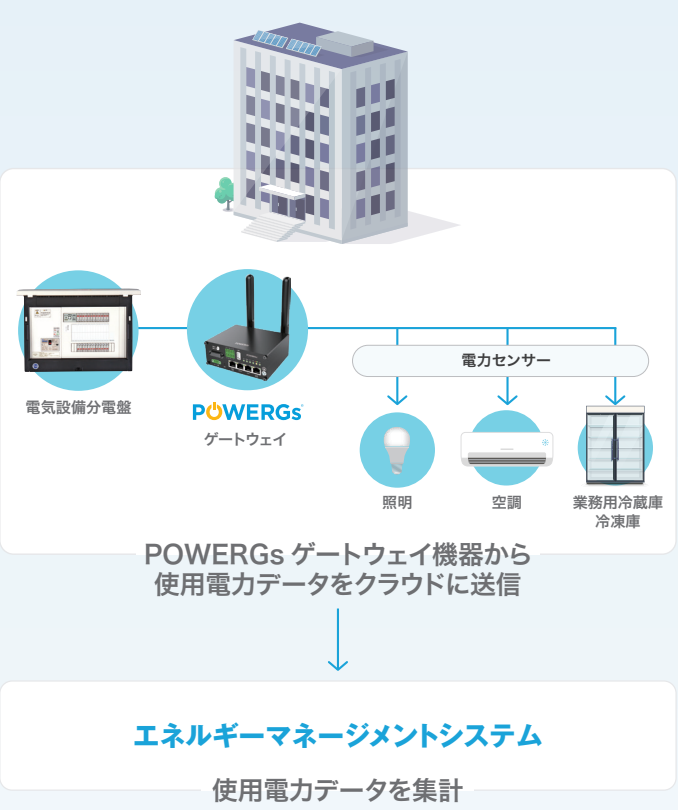 電力センサー
電気設備分電盤
POWERGs
ゲートウェイ
照明
空調
業務用冷蔵庫
冷凍庫
POWERGs ゲートウェイ機器から
使用電力データをクラウドに送信
エネルギーマネージメントシステム
使用電力データを集計